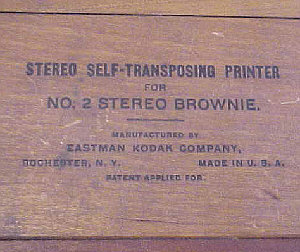 STEREO SELF-TRANSPOSING PRINTER
FOR
NO. 2 STEREO BROWNIE.
MANUFACTURED BY
EASTMAN KODAK COMPANY,
ROCHESTER, N. Y. MADE IN U. S. A.
PATENT APPLIED FOR.